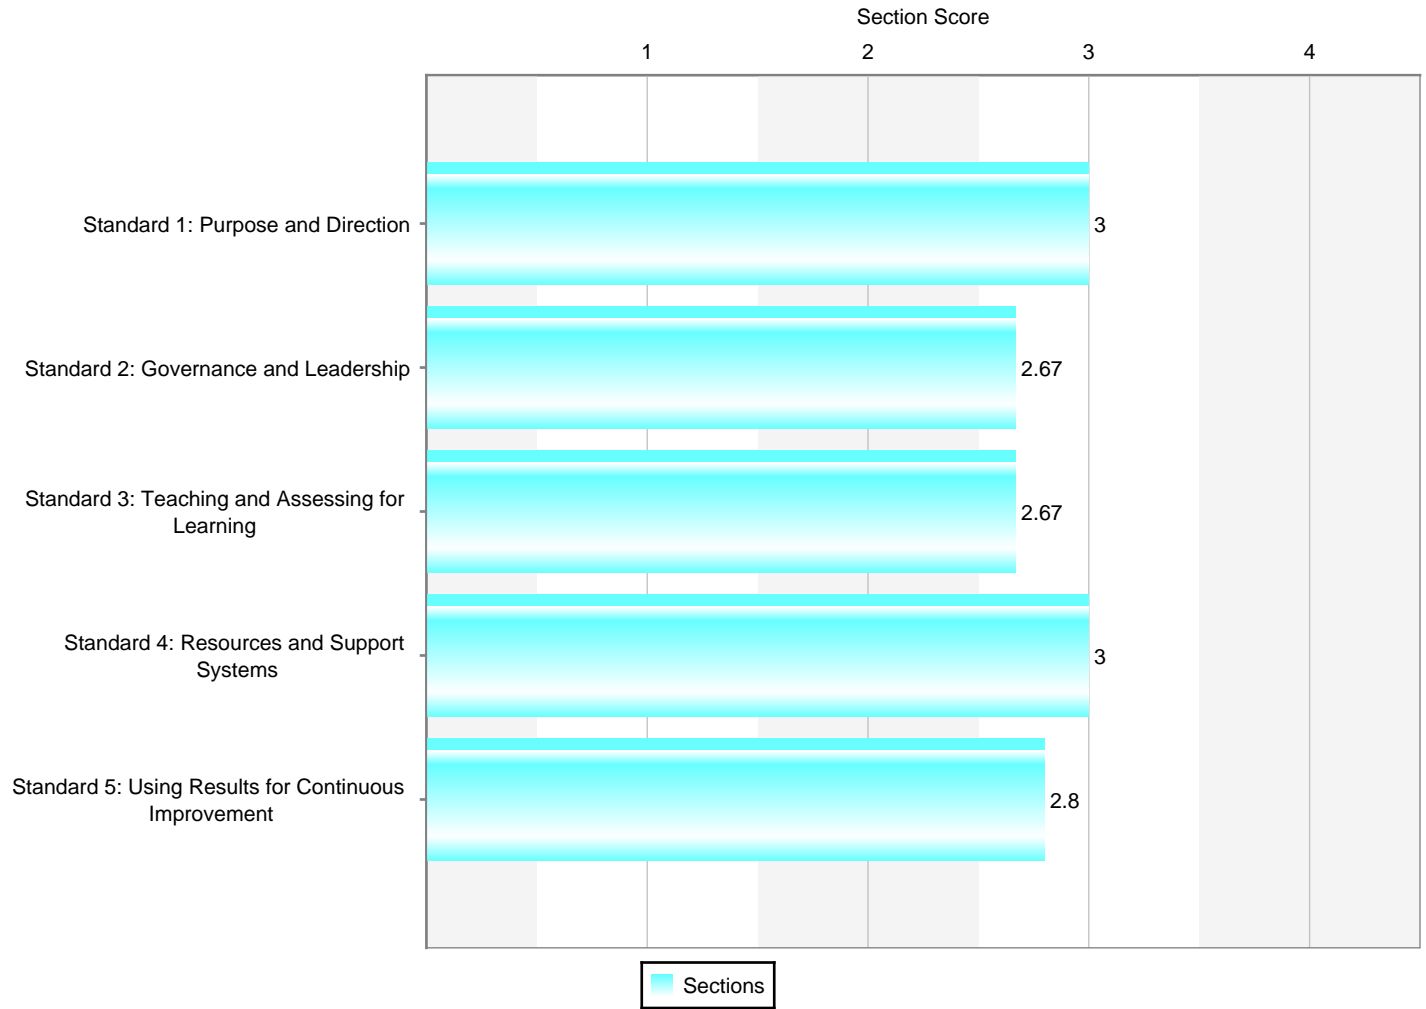 Section Score
1 2 3 4
Standard 1: Purpose and Direction
3
Standard 2: Governance and Leadership
2.67
Standard 3: Teaching and Assessing for
Learning
2.67
Standard 4: Resources and Support
Systems
3
Standard 5: Using Results for Continuous
Improvement
2.8
Sections